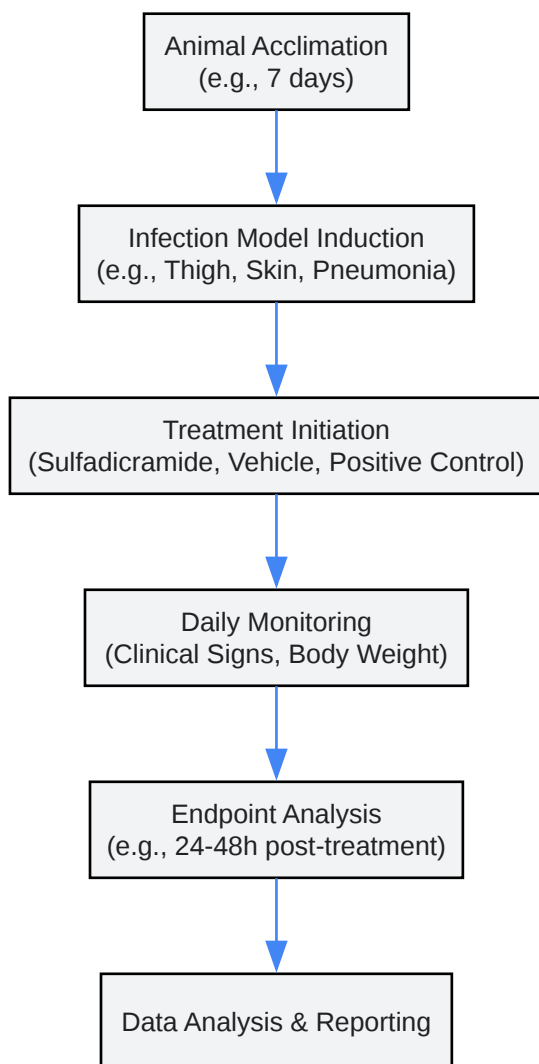 Animal Acclimation
(e.g., 7 days)
Infection Model Induction
(e.g., Thigh, Skin, Pneumonia)
Treatment Initiation
(Sulfadicramide, Vehicle, Positive Control)
Daily Monitoring
(Clinical Signs, Body Weight)
Endpoint Analysis
(e.g., 24-48h post-treatment)
Data Analysis & Reporting